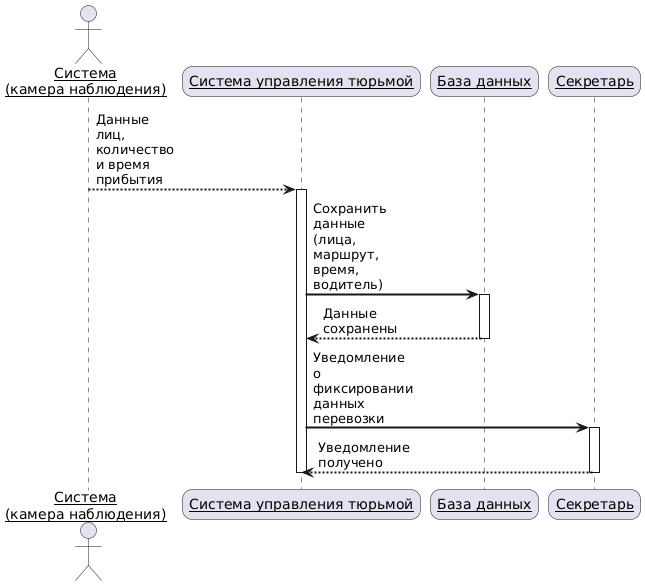 Система
(камера наблюдения)
Система управления тюрьмой
База данных
Секретарь
Данные
лиц,
количество
и время
прибытия
Сохранить
данные
(лица,
маршрут,
время,
водитель)
Данные
сохранены
Уведомление
о
фиксировании
данных
перевозки
Уведомление
получено
Система
(камера наблюдения)
Система управления тюрьмой
База данных
Секретарь